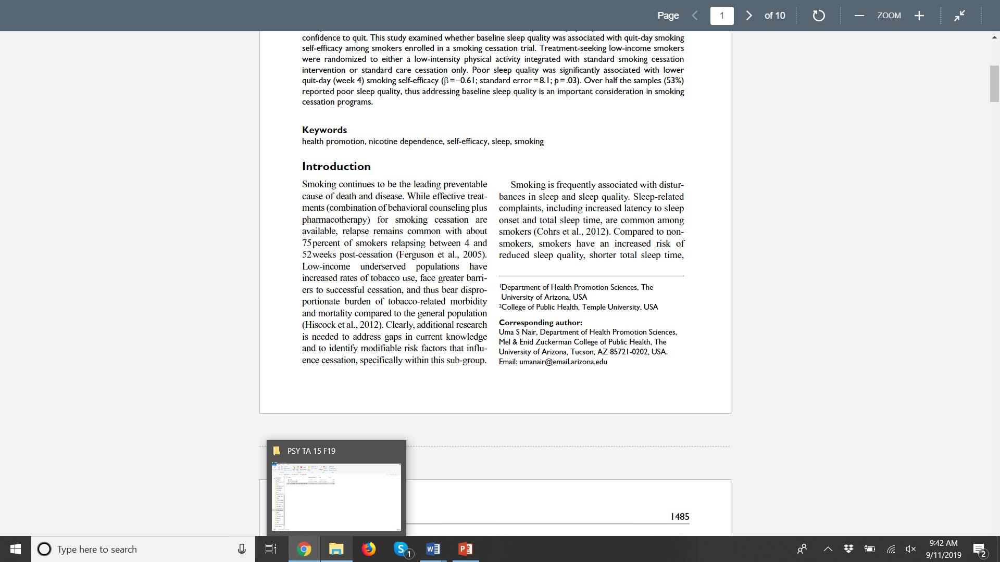 Page
1
of 10
ZOOM
confidence to quit. This study examined whether baseline sleep quality was associated with quit-day smoking
self-efficacy among smokers enrolled in a smoking cessation trial. Treatment-seeking low-income smokers
were randomized to either a low-intensity physical activity integrated with standard smoking cessation
intervention or standard care cessation only. Poor sleep quality was significantly associated with lower
quit-day (week 4) smoking self-efficacy (β=−0.61; standard error=8.1; p=.03). Over half the samples (53%)
reported poor sleep quality, thus addressing baseline sleep quality is an important consideration in smoking
cessation programs.
Keywords
health promotion, nicotine dependence, self-efficacy, sleep, smoking
Introduction
Smoking continues to be the leading preventable
cause of death and disease. While effective treat-
ments (combination of behavioral counseling plus
pharmacotherapy) for smoking cessation are
available, relapse remains common with about
75 percent of smokers relapsing between 4 and
52 weeks post-cessation (Ferguson et al., 2005).
Low-income underserved populations have
increased rates of tobacco use, face greater barri-
ers to successful cessation, and thus bear dispro-
portionate burden of tobacco-related morbidity
and mortality compared to the general population
(Hiscock et al., 2012). Clearly, additional research
is needed to address gaps in current knowledge
and to identify modifiable risk factors that influ-
ence cessation, specifically within this sub-group.
Smoking is frequently associated with distur-
bances in sleep and sleep quality. Sleep-related
complaints, including increased latency to sleep
onset and total sleep time, are common among
smokers (Cohrs et al., 2012). Compared to non-
smokers, smokers have an increased risk of
reduced sleep quality, shorter total sleep time,
1Department of Health Promotion Sciences, The
University of Arizona, USA
2College of Public Health, Temple University, USA
Corresponding author:
Uma S Nair, Department of Health Promotion Sciences,
Mel & Enid Zuckerman College of Public Health, The
University of Arizona, Tucson, AZ 85721-0202, USA.
Email: umanair@email.arizona.edu
PSY TA 15 F19
1485
Type here to search
1
9:42 AM
9/11/2019
2